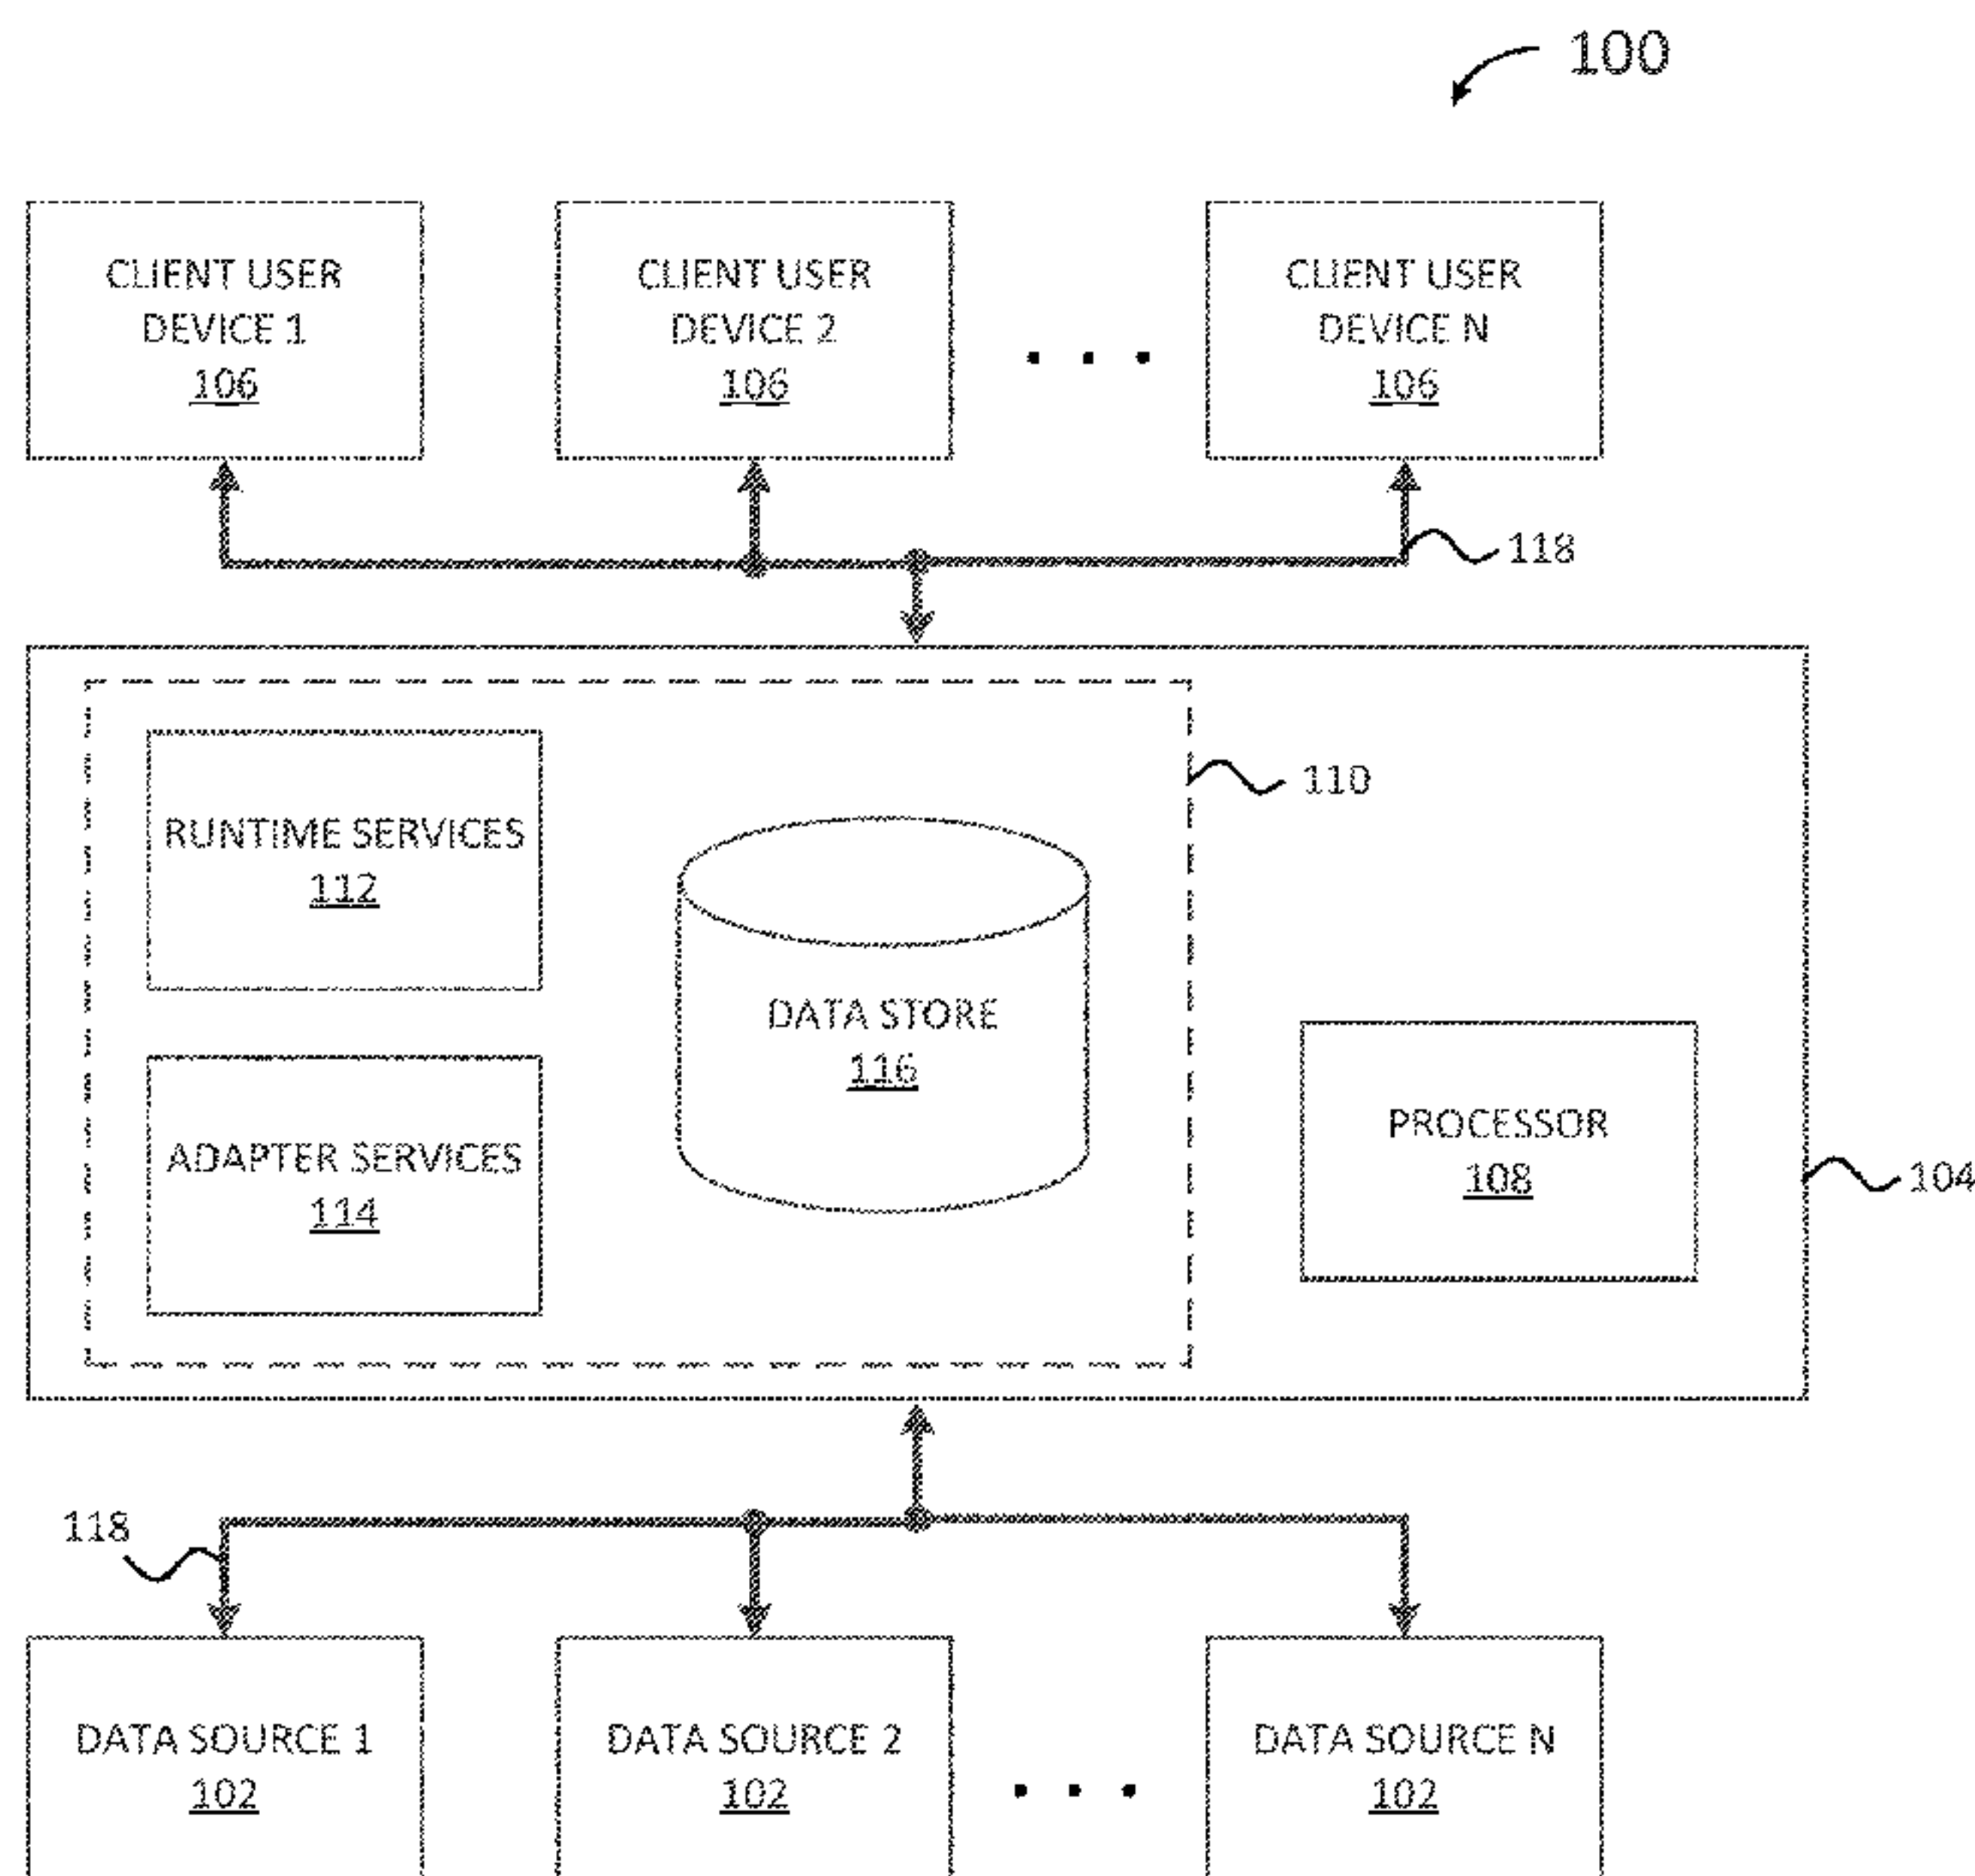 100
CLIENT USER
DEVICE 1
106
CLIENT USER
DEVICE 2
106
. . .
CLIENT USER
DEVICE N
106
118
RUNTIME SERVICES
112
110
DATA STORE
116
ADAPTER SERVICES
114
PROCESSOR
108
104
118
DATA SOURCE 1
102
DATA SOURCE 2
102
. . .
DATA SOURCE N
102